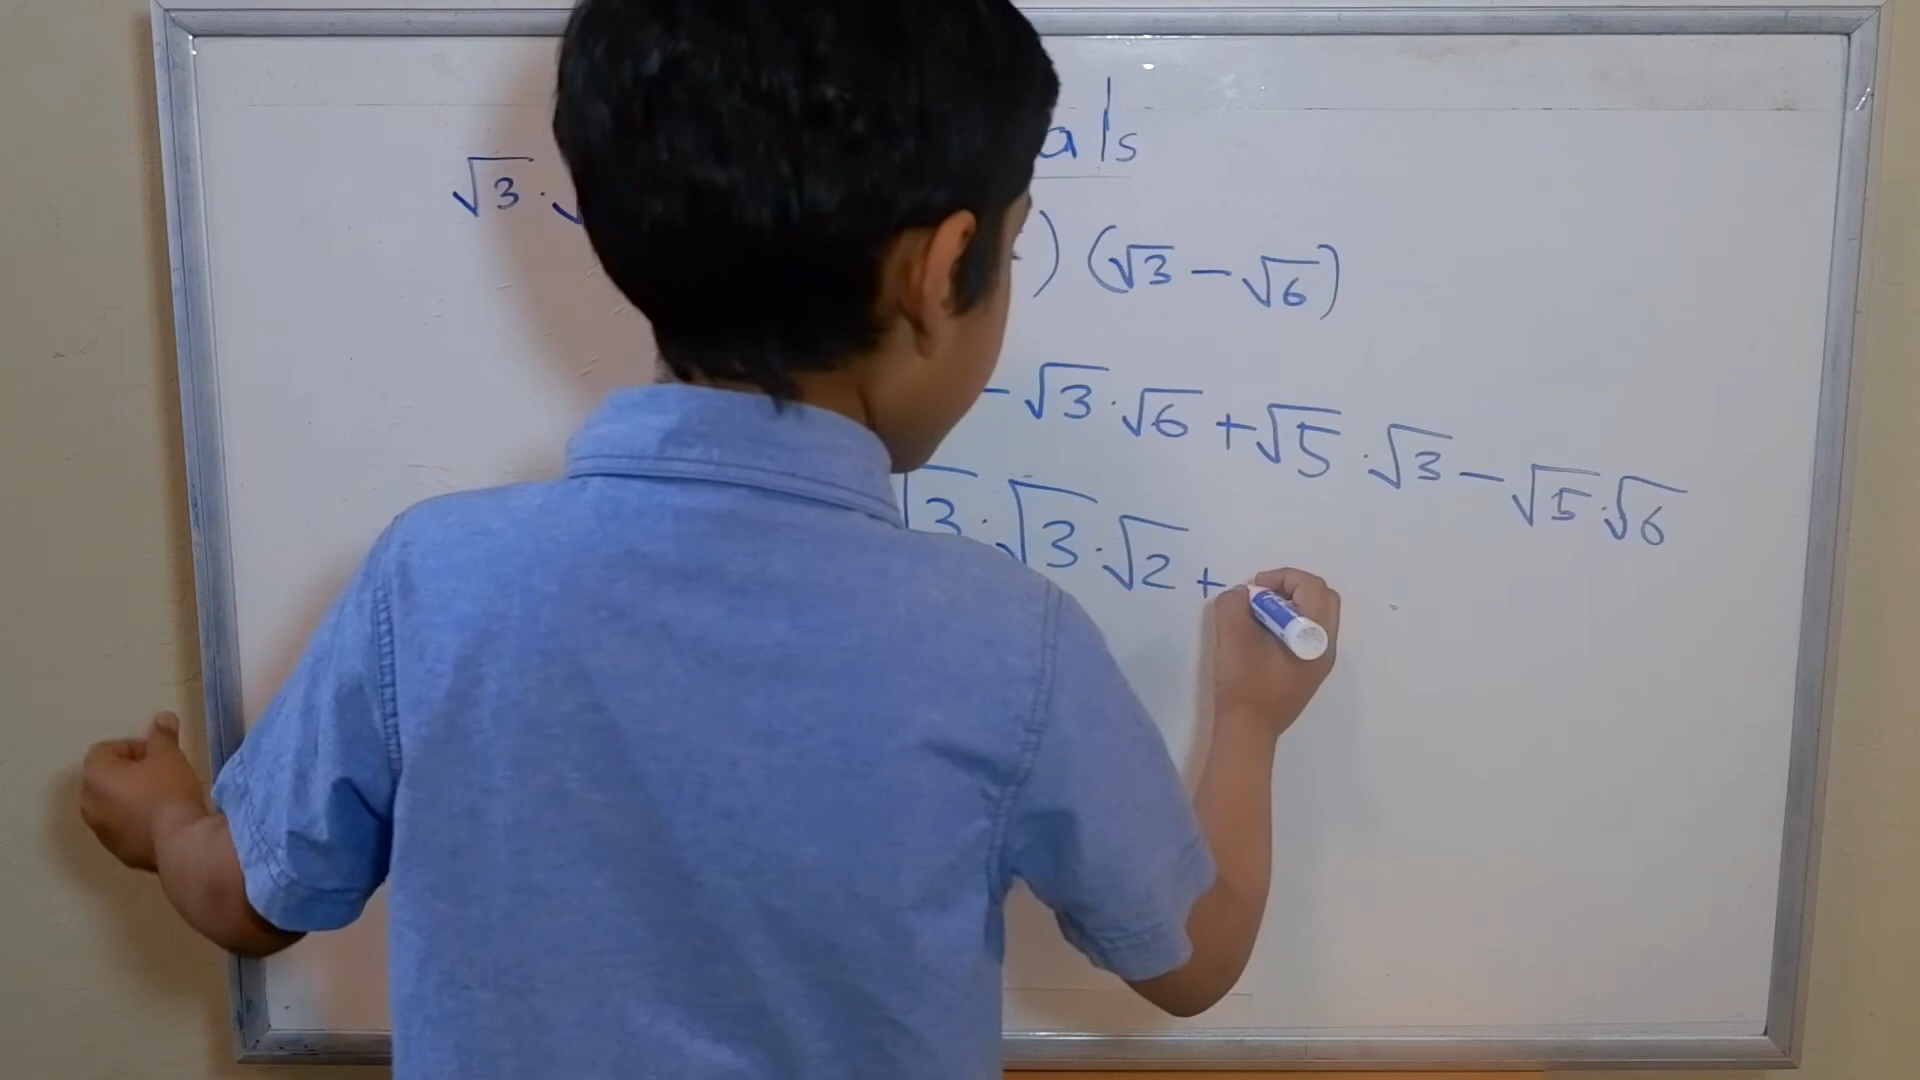 als
√3 · √
) (√3 - √6)
- √3 · √6 + √5 · √3 - √5 · √6
√3 · √3 · √2 +